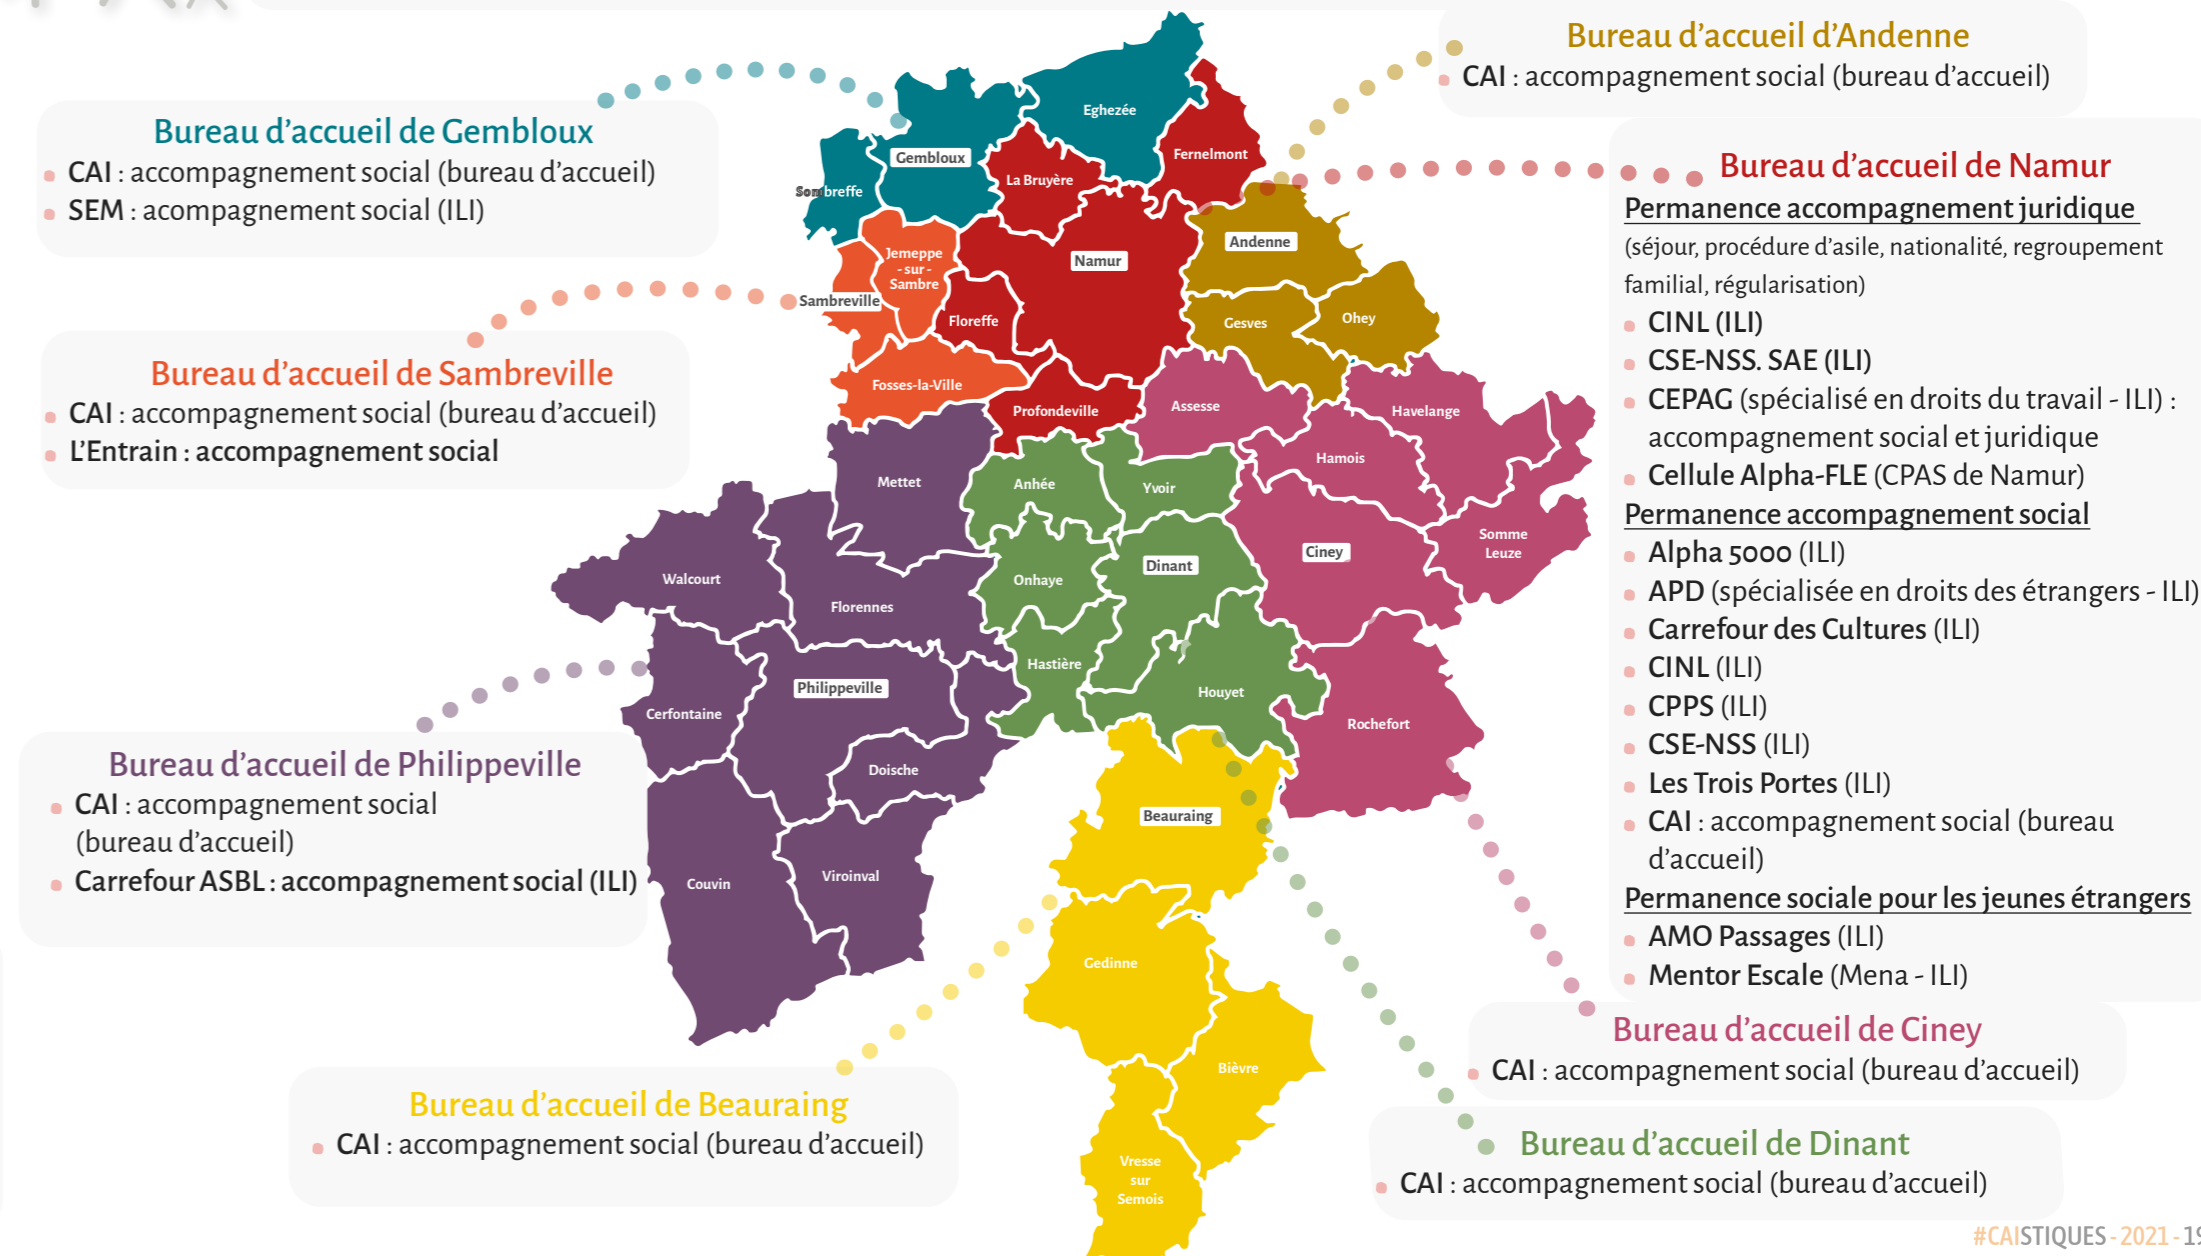 Bureau d'accueil de Gembloux
CAI : accompagnement social (bureau d'accueil)
SEM : acompagnement social (ILI)
Bureau d'accueil de Sambreville
CAI : accompagnement social (bureau d'accueil)
L'Entrain : accompagnement social
Bureau d'accueil de Philippeville
CAI : accompagnement social
(bureau d'accueil)
Carrefour ASBL : accompagnement social (ILI)
Bureau d'accueil de Beauraing
CAI : accompagnement social (bureau d'accueil)
Eghezée
Gembloux
Fernelmont
La Bruyère
Sombreffe
Andenne
Jemeppe
- sur -
Sambre
Namur
Sambreville
Floreffe
Gesves
Ohey
Fosses-la-Ville
Profondeville
Assesse
Havelange
Hamois
Mettet
Anhée
Yvoir
Somme
Leuze
Ciney
Dinant
Walcourt
Onhaye
Florennes
Hastière
Philippeville
Houyet
Cerfontaine
Rochefort
Doische
Beauraing
Couvin
Viroinval
Gedinne
Bièvre
Vresse
sur
Semois
Bureau d'accueil d'Andenne
CAI : accompagnement social (bureau d'accueil)
Bureau d'accueil de Namur
Permanence accompagnement juridique
(séjour, procédure d'asile, nationalité, regroupement
familial, régularisation)
CINL (ILI)
CSE-NSS. SAE (ILI)
CEPAG (spécialisé en droits du travail - ILI) :
accompagnement social et juridique
Cellule Alpha-FLE (CPAS de Namur)
Permanence accompagnement social
Alpha 5000 (ILI)
APD (spécialisée en droits des étrangers - ILI)
Carrefour des Cultures (ILI)
CINL (ILI)
CPPS (ILI)
CSE-NSS (ILI)
Les Trois Portes (ILI)
CAI : accompagnement social (bureau
d'accueil)
Permanence sociale pour les jeunes étrangers
AMO Passages (ILI)
Mentor Escale (Mena - ILI)
Bureau d'accueil de Ciney
CAI : accompagnement social (bureau d'accueil)
Bureau d'accueil de Dinant
CAI : accompagnement social (bureau d'accueil)
#CAISTIQUES - 2021 - 19